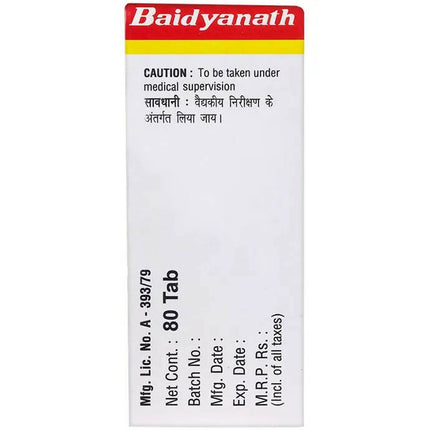 Baidyanath
CAUTION : To be taken under
medical supervision
सावधानी : वैद्यकीय निरीक्षण के
अंतर्गत लिया जाय।
Mfg. Lic. No. A - 393/79
Net Cont. : 80 Tab
Batch No. :
Mfg. Date :
Exp. Date :
M.R.P. Rs. :
(Incl. of all taxes)